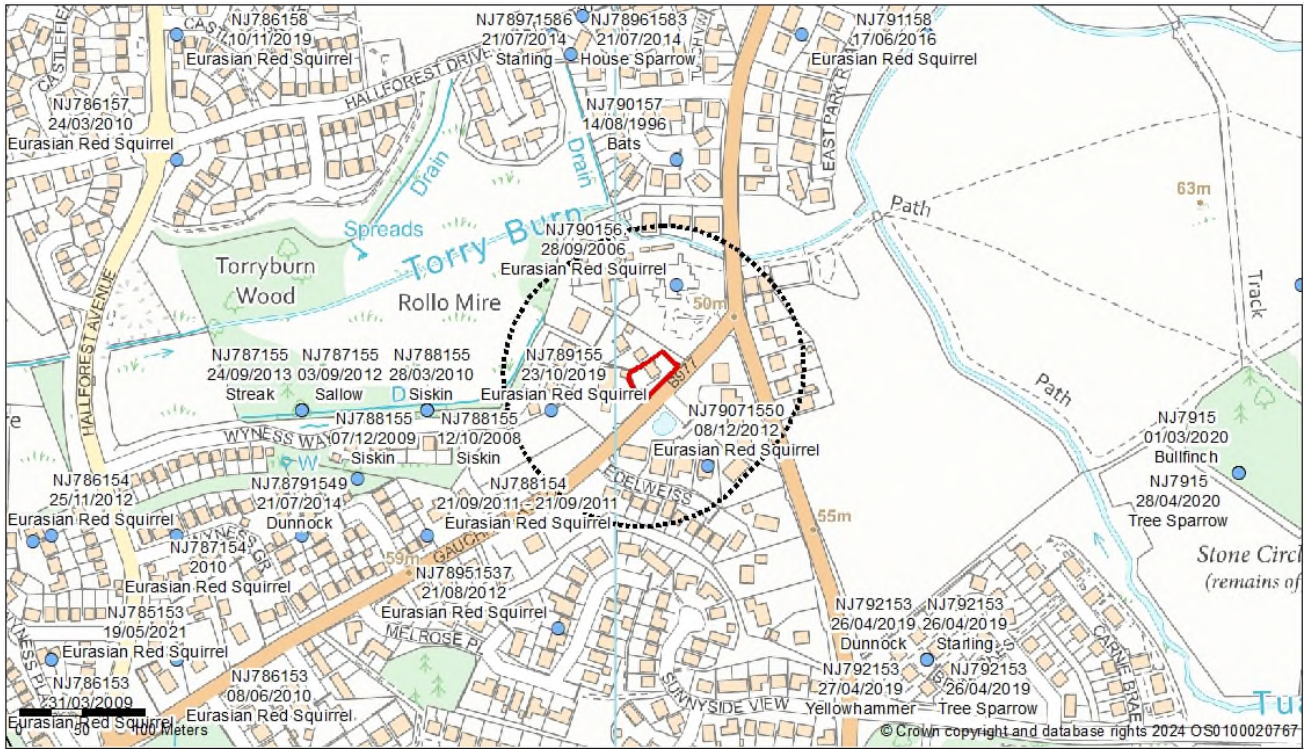 NJ786158
10/11/2019
Eurasian Red Squirrel
NJ78971586
21/07/2014
Starling
NJ78961583
21/07/2014
House Sparrow
NJ791158
17/06/2016
Eurasian Red Squirrel
HALLFOREST DRIVE
EAST PARK
NJ786157
24/03/2010
Eurasian Red Squirrel
NJ790157
14/08/1996
Bats
Drain
Drain
63m
Path
Spreads
Torry Burn
NJ790156
28/09/2006
Eurasian Red Squirrel
Torryburn
Wood
Rollo Mire
50m
Track
HALLFOREST AVENUE
NJ787155
24/09/2013
Streak
NJ787155
03/09/2012
Sallow
NJ788155
28/03/2010
Siskin
D
NJ789155
23/10/2019
Eurasian Red Squirrel
B977
Path
NJ788155
07/12/2009
Siskin
NJ788155
12/10/2008
Siskin
NJ79071550
08/12/2012
Eurasian Red Squirrel
NJ7915
01/03/2020
Bullfinch
NJ7915
28/04/2020
Tree Sparrow
WYNESS WAY
W
NJ786154
25/11/2012
Eurasian Red Squirrel
NJ78791549
21/07/2014
Dunnock
NJ788154
21/09/2011 - 21/09/2011
Eurasian Red Squirrel
EDELWEISS
55m
NJ787154
2010
Eurasian Red Squirrel
WYNESS GR
59m
GAUCH
NJ78951537
21/08/2012
Eurasian Red Squirrel
Stone Circl
(remains of
NJ785153
19/05/2021
Eurasian Red Squirrel
MELROSE P
NJ792153
26/04/2019
Dunnock
NJ792153
26/04/2019
Starling
NJ786153
31/03/2009
Eurasian Red Squirrel
NJ786153
08/06/2010
Eurasian Red Squirrel
SUNNYSIDE VIEW
NJ792153
27/04/2019
Yellowhammer
NJ792153
26/04/2019
Tree Sparrow
CARNIE BRAE
Tua
0 50 100 Meters
© Crown copyright and database rights 2024 OS0100020767